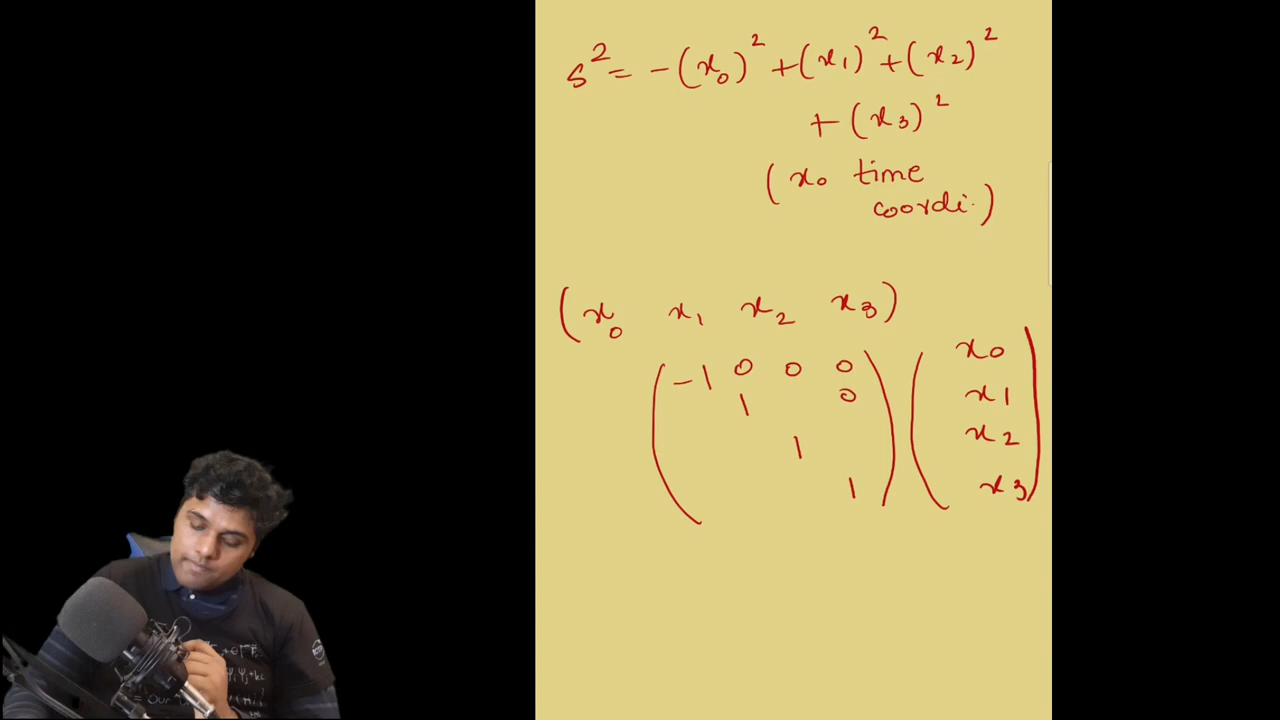 s² = -(x₀)² + (x₁)² + (x₂)²
+ (x₃)²
(x₀ time
coordi.)
(x₀ x₁ x₂ x₃)
-1 0 0 0 x₀
1 0 x₁
1 x₂
1 x₃